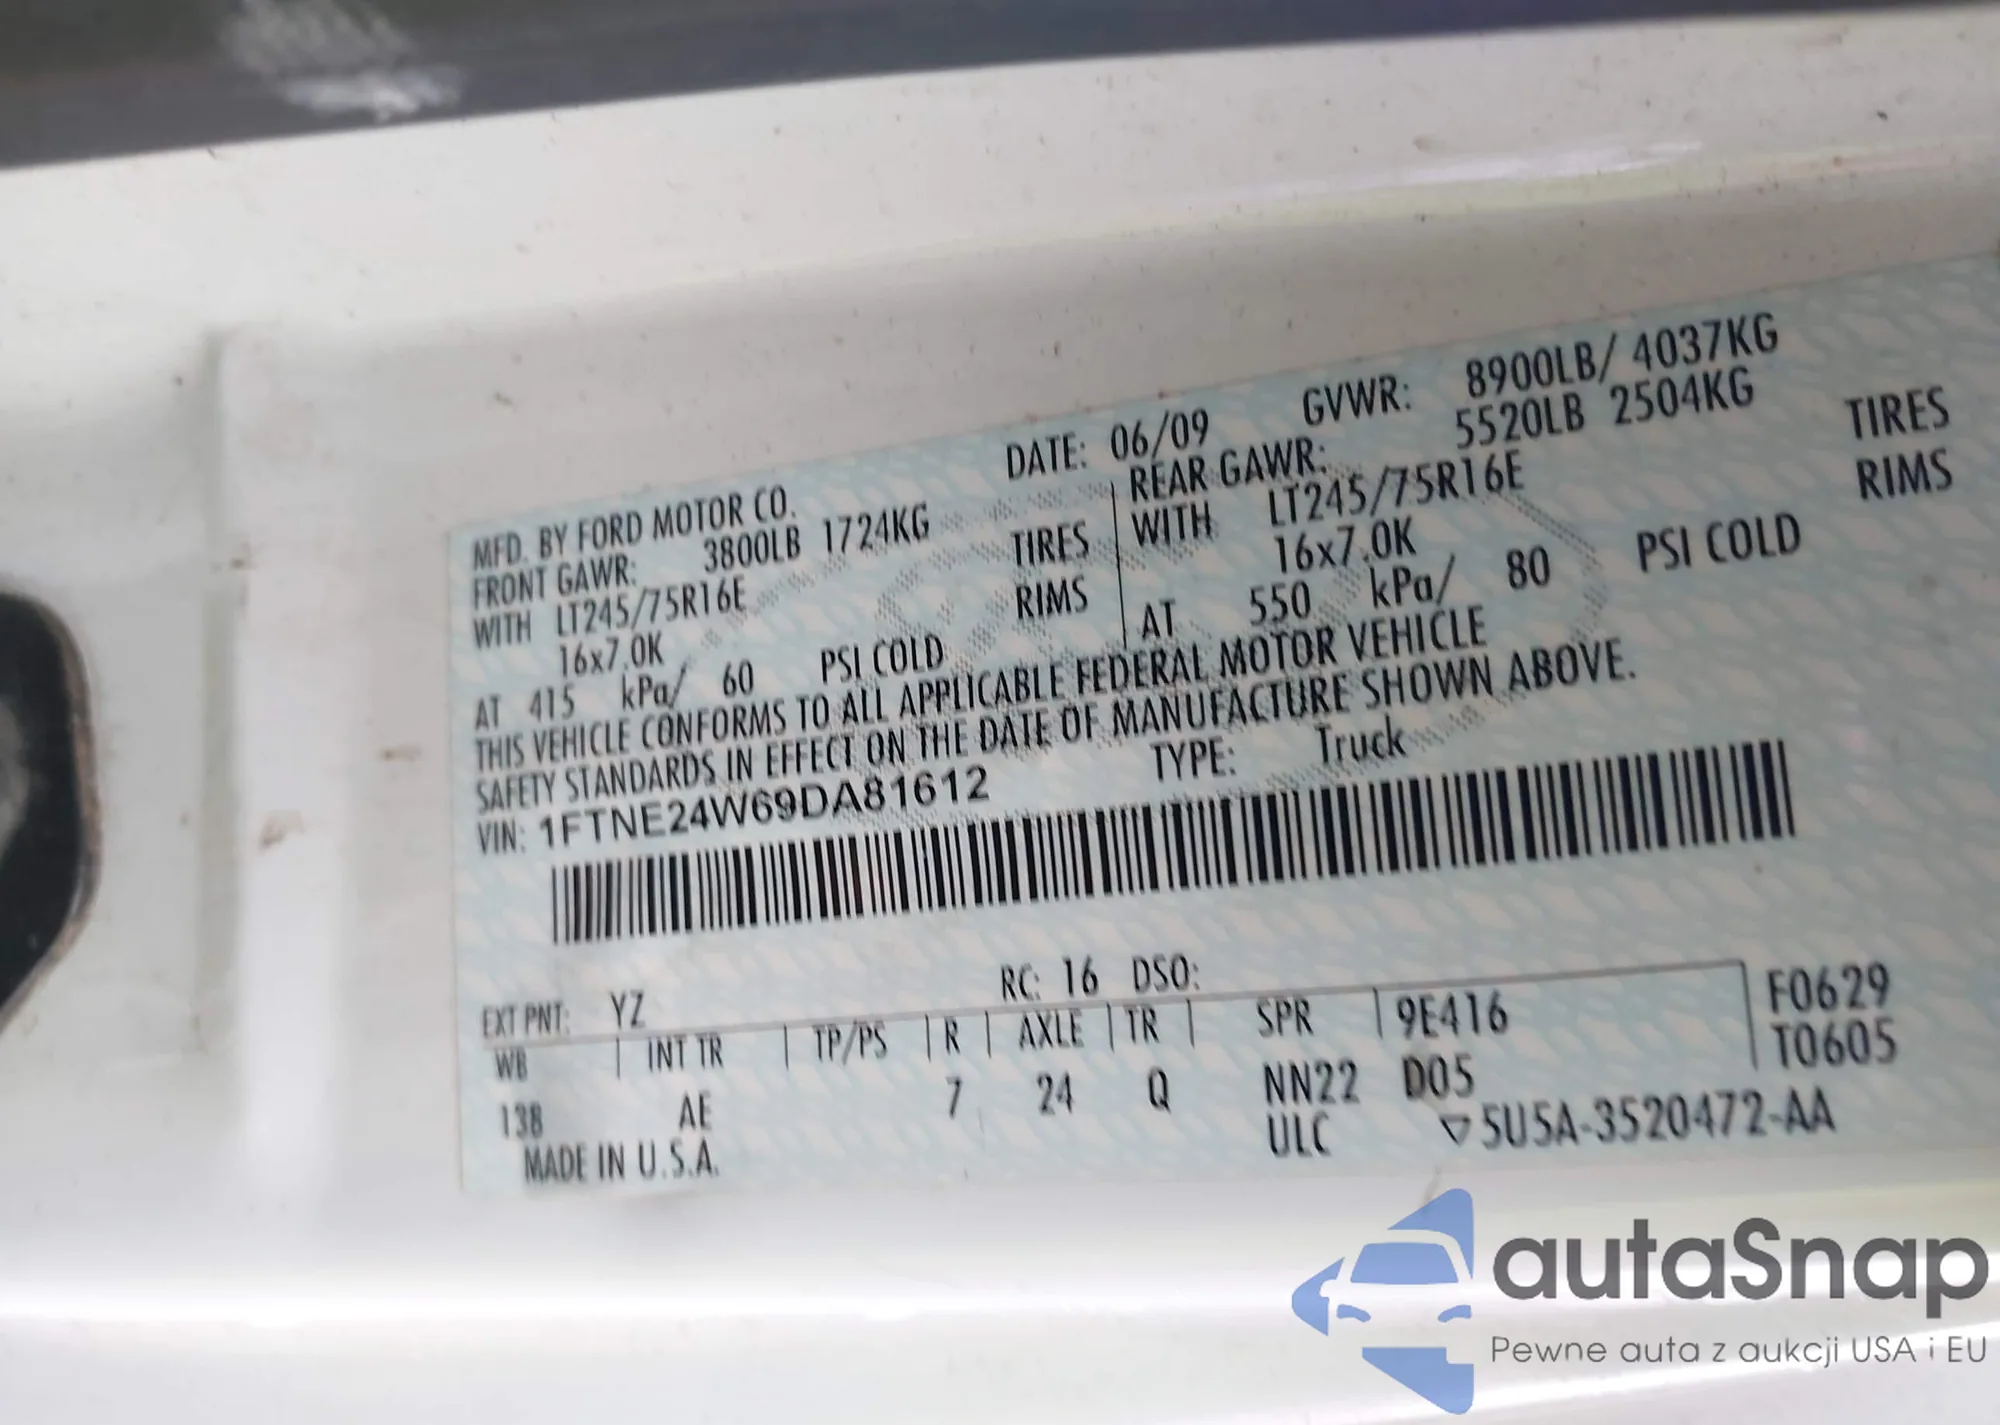 MFD. BY FORD MOTOR CO. DATE: 06/09 GVWR: 8900LB/ 4037KG
FRONT GAWR: 3800LB 1724KG REAR GAWR: 5520LB 2504KG
WITH LT245/75R16E TIRES WITH LT245/75R16E TIRES
16x7.0K RIMS 16x7.0K RIMS
AT 415 kPa/ 60 PSI COLD AT 550 kPa/ 80 PSI COLD
THIS VEHICLE CONFORMS TO ALL APPLICABLE FEDERAL MOTOR VEHICLE
SAFETY STANDARDS IN EFFECT ON THE DATE OF MANUFACTURE SHOWN ABOVE.
VIN: 1FTNE24W69DA81612 TYPE: Truck
EXT PNT: YZ RC: 16 DSO:
WB INT TR TP/PS R AXLE TR SPR 9E416 F0629
138 AE 7 24 Q NN22 D05 T0605
MADE IN U.S.A. ULC ▽5U5A-3520472-AA
autaSnap
Pewne auta z aukcji USA i EU